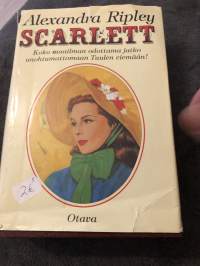 Alexandra Ripley
SCARLETT
Koko maailman odottama jatko
unohtumattomaan Tuulen viemään!
2€
Otava